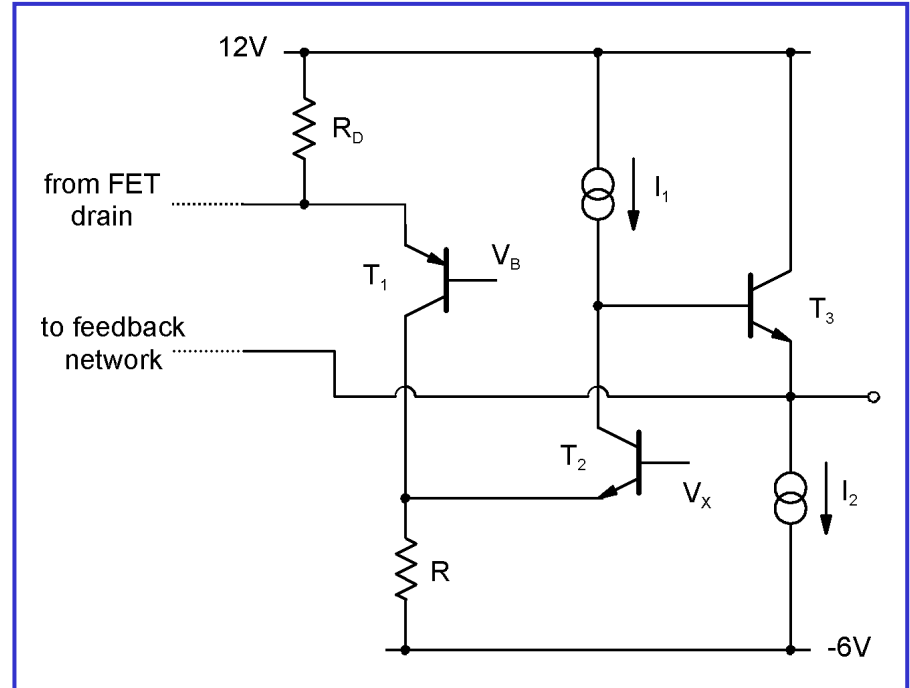 12V
R_D
from FET
drain
I_1
V_B
T_1
T_3
to feedback
network
T_2
V_X
I_2
R
-6V